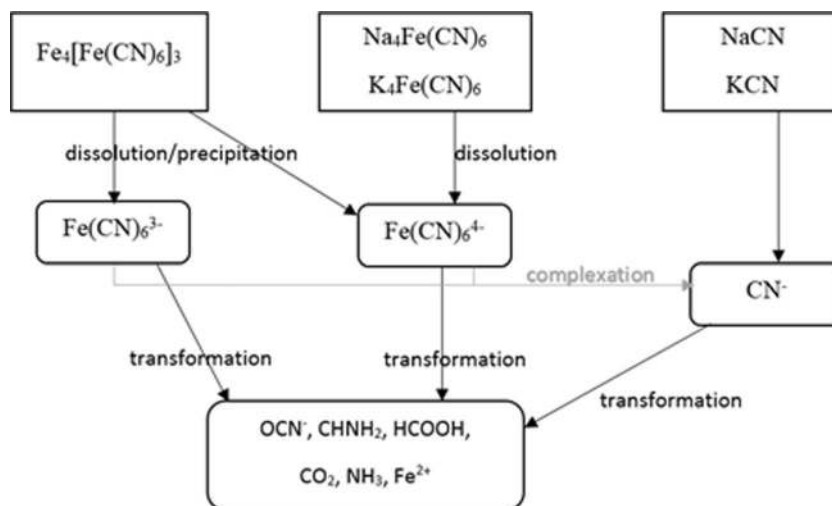 Fe₄[Fe(CN)₆]₃
Na₄Fe(CN)₆
K₄Fe(CN)₆
NaCN
KCN
dissolution/precipitation
dissolution
Fe(CN)₆³⁻
Fe(CN)₆⁴⁻
complexation
CN⁻
transformation
transformation
transformation
OCN⁻, CHNH₂, HCOOH,
CO₂, NH₃, Fe²⁺